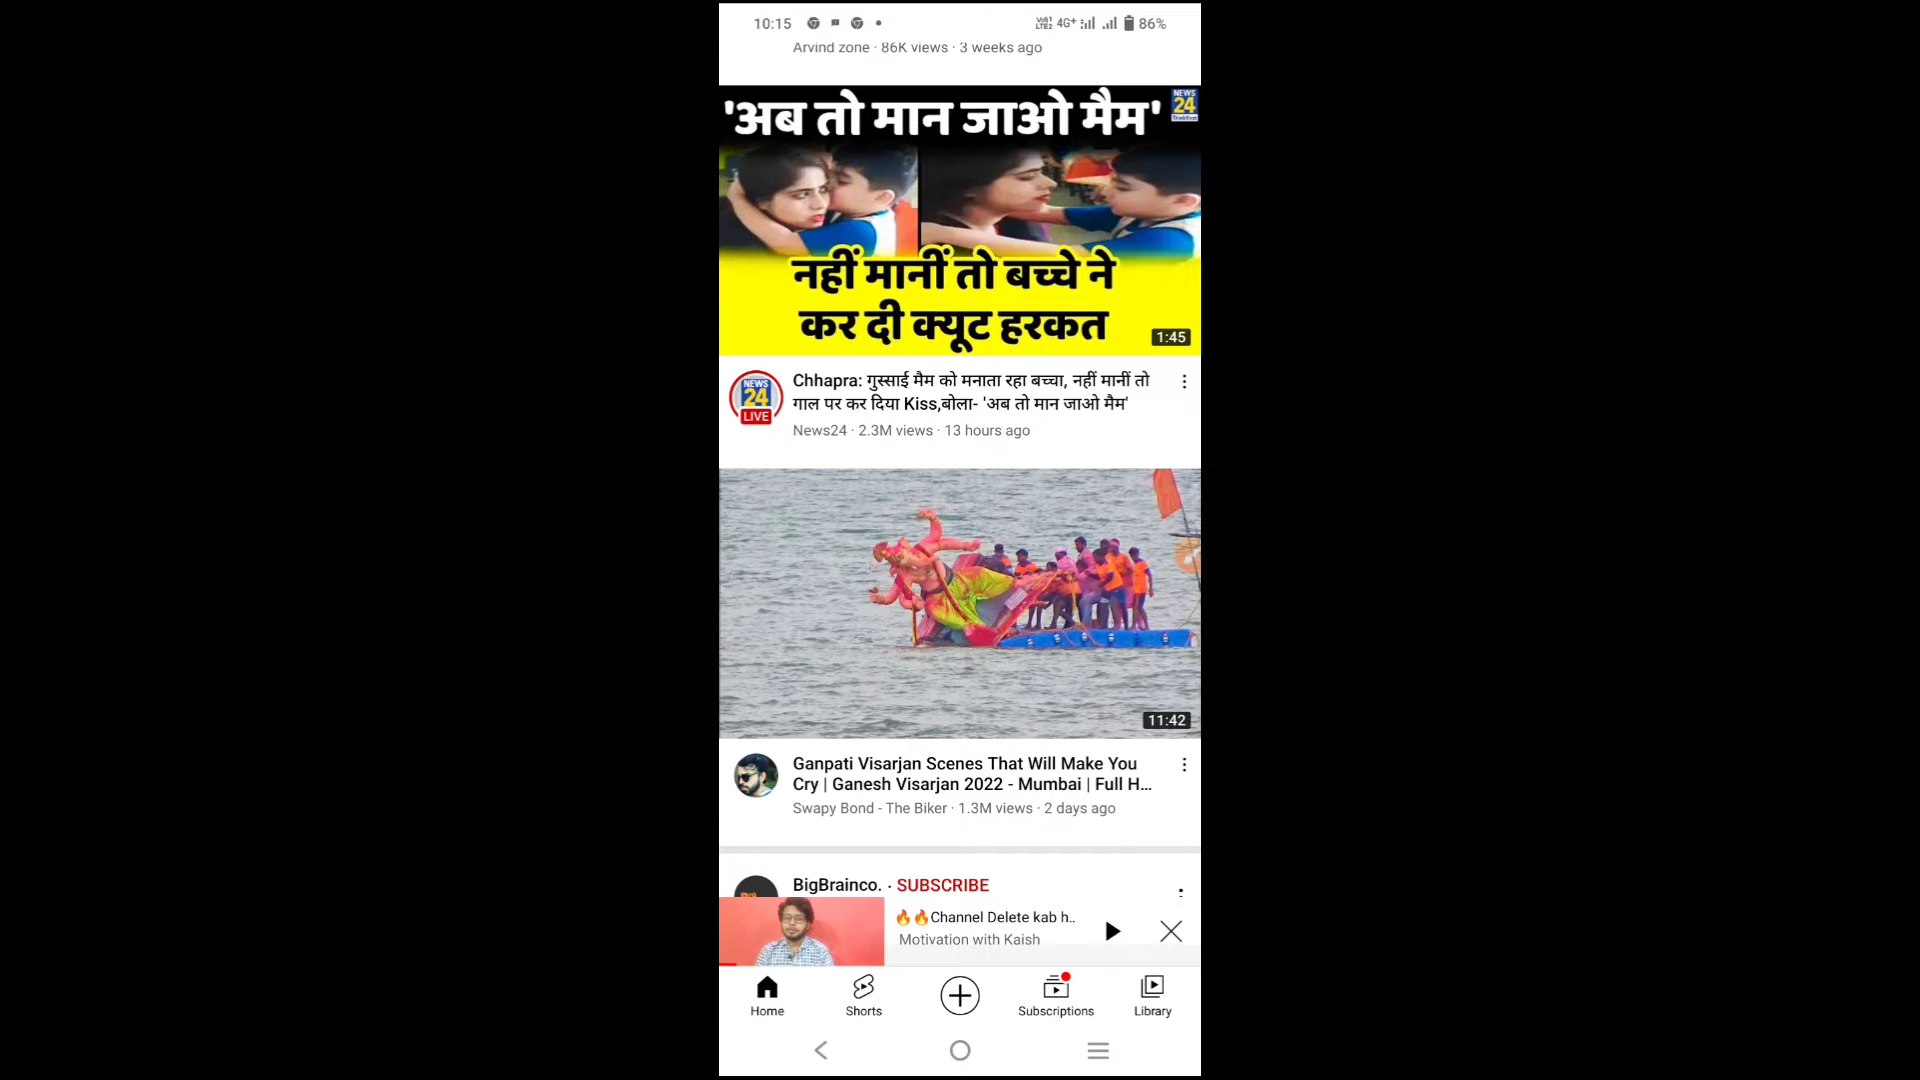 10:15
VoI1 LTE2 4G+ 86%
Arvind zone · 86K views · 3 weeks ago
'अब तो मान जाओ मैम'
NEWS
24
Think First
नहीं मानीं तो बच्चे ने
कर दी क्यूट हरकत
1:45
NEWS
24
LIVE
Chhapra: गुस्साई मैम को मनाता रहा बच्चा, नहीं मानीं तो
गाल पर कर दिया Kiss,बोला- 'अब तो मान जाओ मैम'
News24 · 2.3M views · 13 hours ago
11:42
Ganpati Visarjan Scenes That Will Make You
Cry | Ganesh Visarjan 2022 - Mumbai | Full H...
Swapy Bond - The Biker · 1.3M views · 2 days ago
BigBrainco. · SUBSCRIBE
🔥🔥Channel Delete kab h..
Motivation with Kaish
Home
Shorts
Subscriptions
Library